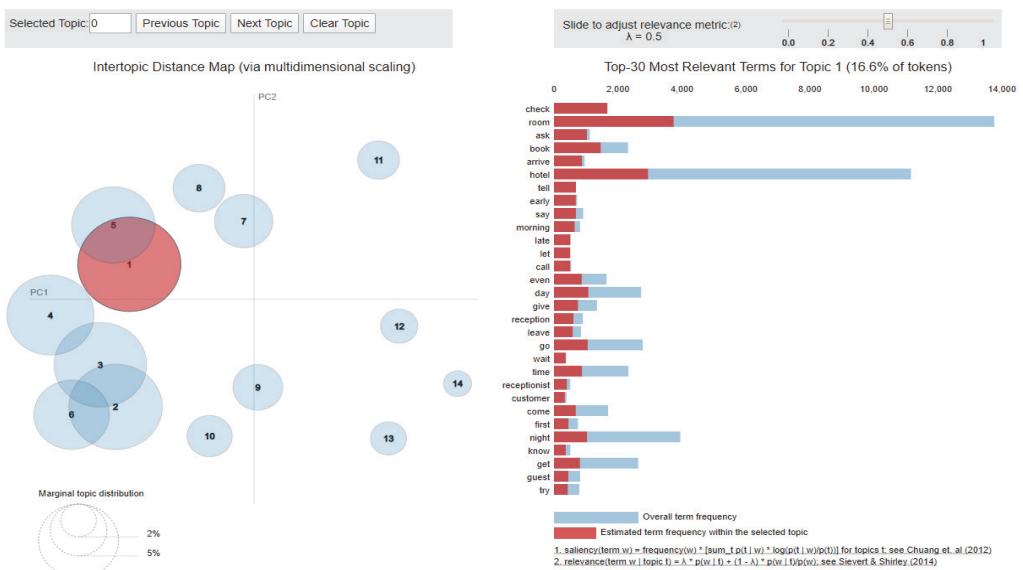 Selected Topic: 0 Previous Topic Next Topic Clear Topic
Slide to adjust relevance metric:(2)
λ = 0.5
0.0 0.2 0.4 0.6 0.8 1
Intertopic Distance Map (via multidimensional scaling)
PC2
PC1
11
8
7
5
1
4
12
3
14
9
2
6
10
13
Marginal topic distribution
2%
5%
Top-30 Most Relevant Terms for Topic 1 (16.6% of tokens)
0 2,000 4,000 6,000 8,000 10,000 12,000 14,000
check
room
ask
book
arrive
hotel
tell
early
say
morning
late
let
call
even
day
give
reception
leave
go
wait
time
receptionist
customer
come
first
night
know
get
guest
try
Overall term frequency
Estimated term frequency within the selected topic
1. saliency(term w) = frequency(w) * [sum_t p(t | w) * log(p(t | w)/p(t))] for topics t; see Chuang et. al (2012)
2. relevance(term w | topic t) = λ * p(w | t) + (1 - λ) * p(w | t)/p(w); see Sievert & Shirley (2014)